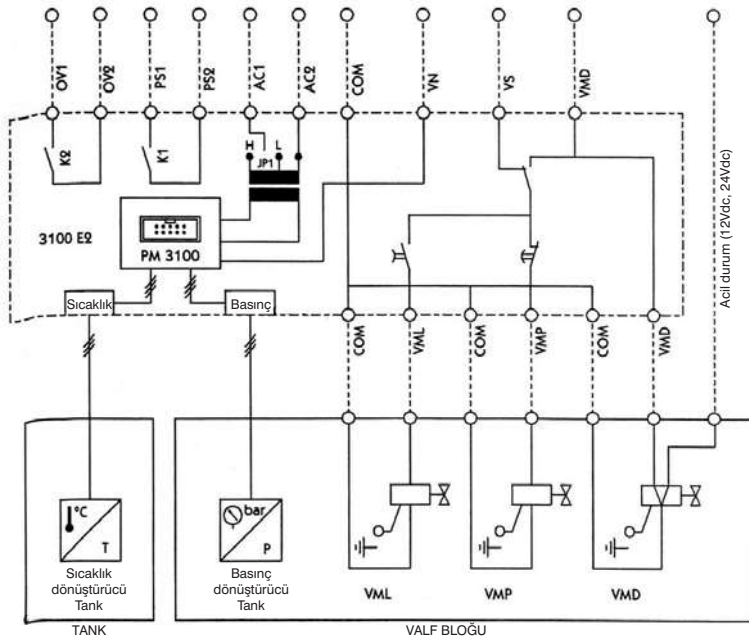 OV1 OV2 PS1 PS2 AC1 AC2 COM VN VS VMD
K2 K1 H L
JP1
3100 E2
PM 3100
Acil durum (12Vdc, 24Vdc)
Sıcaklık Basınç
COM VML COM VMP COM VMD
°C
T
bar
P
Sıcaklık
dönüştürücü
Tank
Basınç
dönüştürücü
Tank
VML VMP VMD
TANK VALF BLOĞU